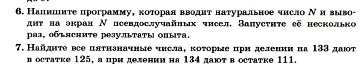 6. Напишите программу, которая вводит натуральное число N и выво-
дит на экран N псевдослучайных чисел. Запустите её несколько
раз, объясните результаты опыта.
7. Найдите все пятизначные числа, которые при делении на 133 дают
в остатке 125, а при делении на 134 дают в остатке 111.